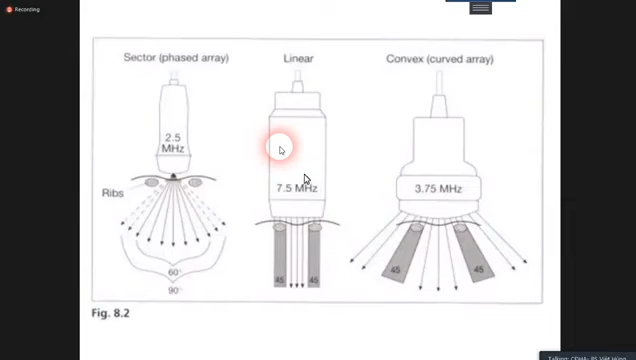 Recording
Sector (phased array)
Linear
Convex (curved array)
2.5
MHz
7.5 MHz
3.75 MHz
Ribs
45
45
45
45
60°
90°
Fig. 8.2